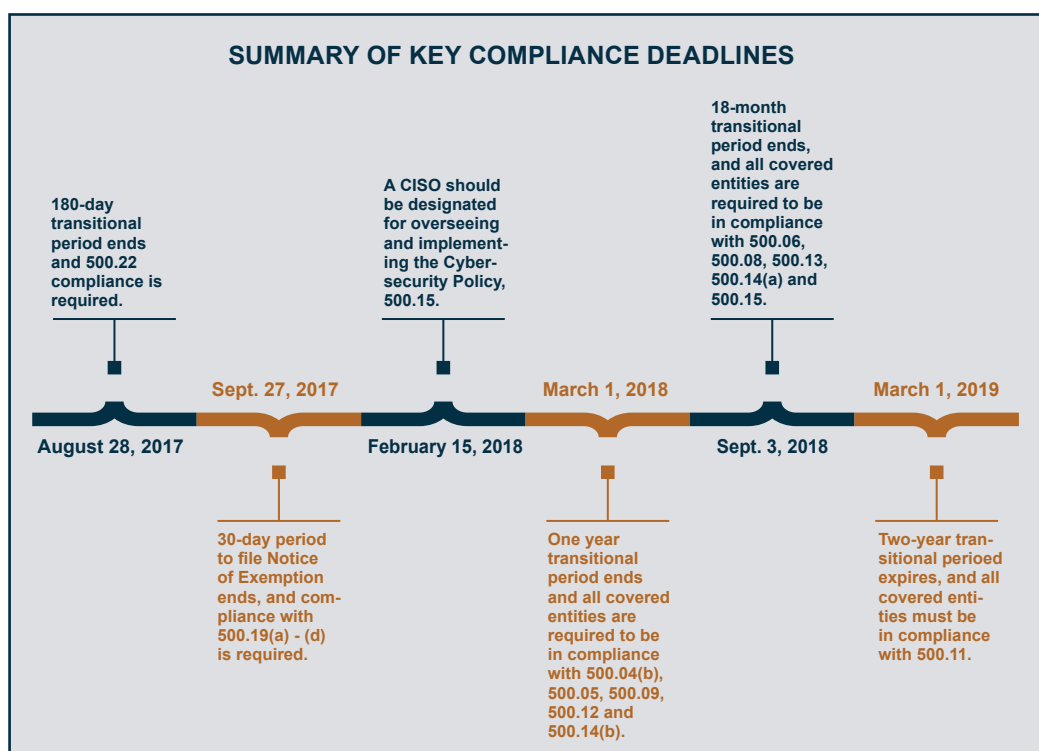 SUMMARY OF KEY COMPLIANCE DEADLINES
180-day
transitional
period ends
and 500.22
compliance is
required.
August 28, 2017
Sept. 27, 2017
30-day period
to file Notice
of Exemption
ends, and com-
pliance with
500.19(a) - (d)
is required.
A CISO should
be designated
for overseeing
and implement-
ing the Cyber-
security Policy,
500.15.
February 15, 2018
March 1, 2018
One year
transitional
period ends
and all covered
entities are
required to be
in compliance
with 500.04(b),
500.05, 500.09,
500.12 and
500.14(b).
18-month
transitional
period ends,
and all covered
entities are
required to be
in compliance
with 500.06,
500.08, 500.13,
500.14(a) and
500.15.
Sept. 3, 2018
March 1, 2019
Two-year tran-
sitional perioed
expires, and all
covered enti-
ties must be
in compliance
with 500.11.